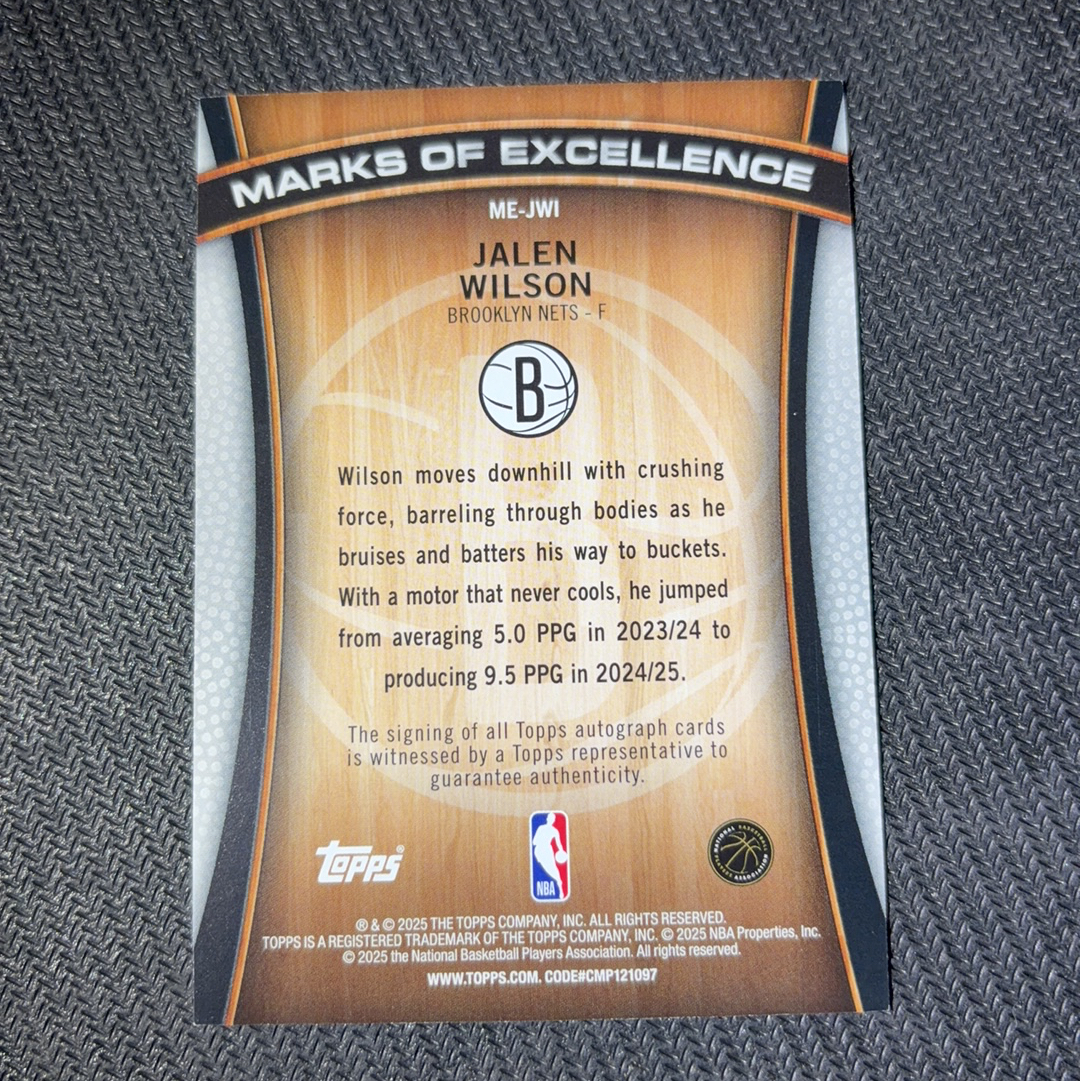 MARKS OF EXCELLENCE
ME-JWI
JALEN
WILSON
BROOKLYN NETS - F
B
Wilson moves downhill with crushing
force, barreling through bodies as he
bruises and batters his way to buckets.
With a motor that never cools, he jumped
from averaging 5.0 PPG in 2023/24 to
producing 9.5 PPG in 2024/25.
The signing of all Topps autograph cards
is witnessed by a Topps representative to
guarantee authenticity.
topps®
NBA
NATIONAL BASKETBALL
PLAYERS ASSOCIATION
® & © 2025 THE TOPPS COMPANY, INC. ALL RIGHTS RESERVED.
TOPPS IS A REGISTERED TRADEMARK OF THE TOPPS COMPANY, INC. © 2025 NBA Properties, Inc.
© 2025 the National Basketball Players Association. All rights reserved.
WWW.TOPPS.COM. CODE#CMP121097